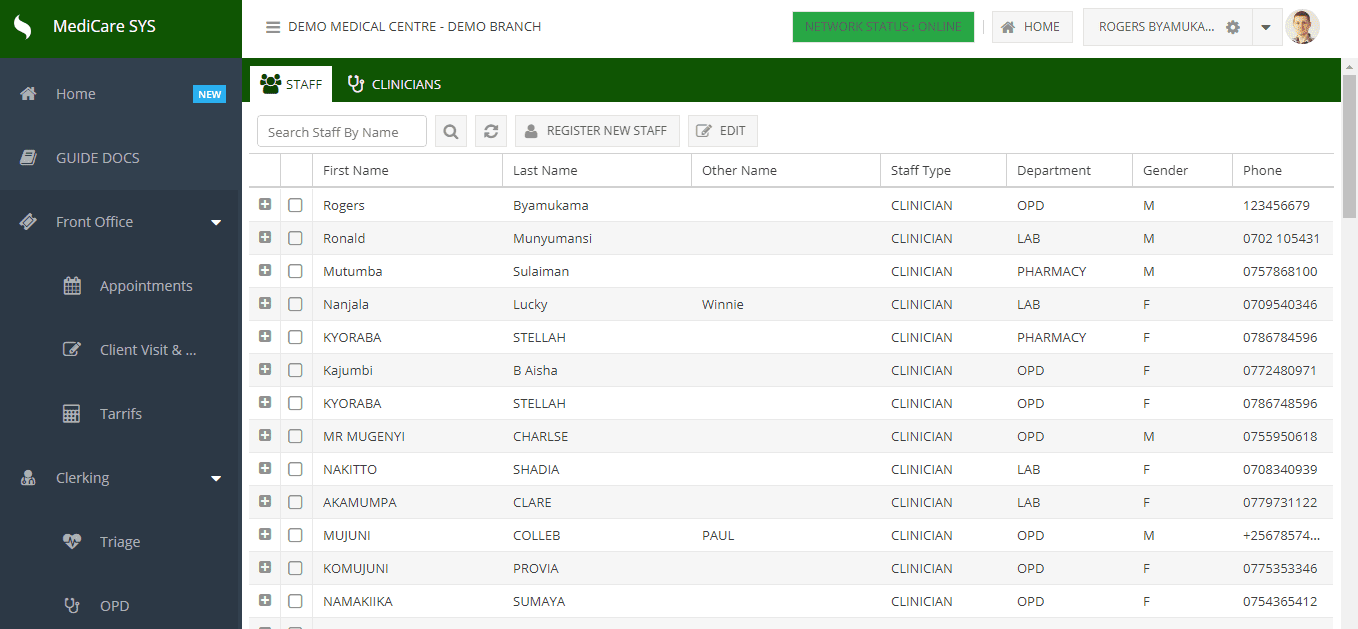 MediCare SYS
DEMO MEDICAL CENTRE - DEMO BRANCH
NETWORK STATUS : ONLINE
HOME
ROGERS BYAMUKA...
Home
NEW
GUIDE DOCS
Front Office
Appointments
Client Visit & ...
Tarrifs
Clerking
Triage
OPD
STAFF
CLINICIANS
Search Staff By Name
REGISTER NEW STAFF
EDIT
First Name Last Name Other Name Staff Type Department Gender Phone
Rogers Byamukama CLINICIAN OPD M 123456679
Ronald Munyumansi CLINICIAN LAB M 0702 105431
Mutumba Sulaiman CLINICIAN PHARMACY M 0757868100
Nanjala Lucky Winnie CLINICIAN LAB F 0709540346
KYORABA STELLAH CLINICIAN PHARMACY F 0786784596
Kajumbi B Aisha CLINICIAN OPD F 0772480971
KYORABA STELLAH CLINICIAN OPD F 0786748596
MR MUGENYI CHARLSE CLINICIAN OPD M 0755950618
NAKITTO SHADIA CLINICIAN LAB F 0708340939
AKAMUMPA CLARE CLINICIAN LAB F 0779731122
MUJUNI COLLEB PAUL CLINICIAN OPD M +25678574...
KOMUJUNI PROVIA CLINICIAN OPD F 0775353346
NAMAKIIKA SUMAYA CLINICIAN OPD F 0754365412